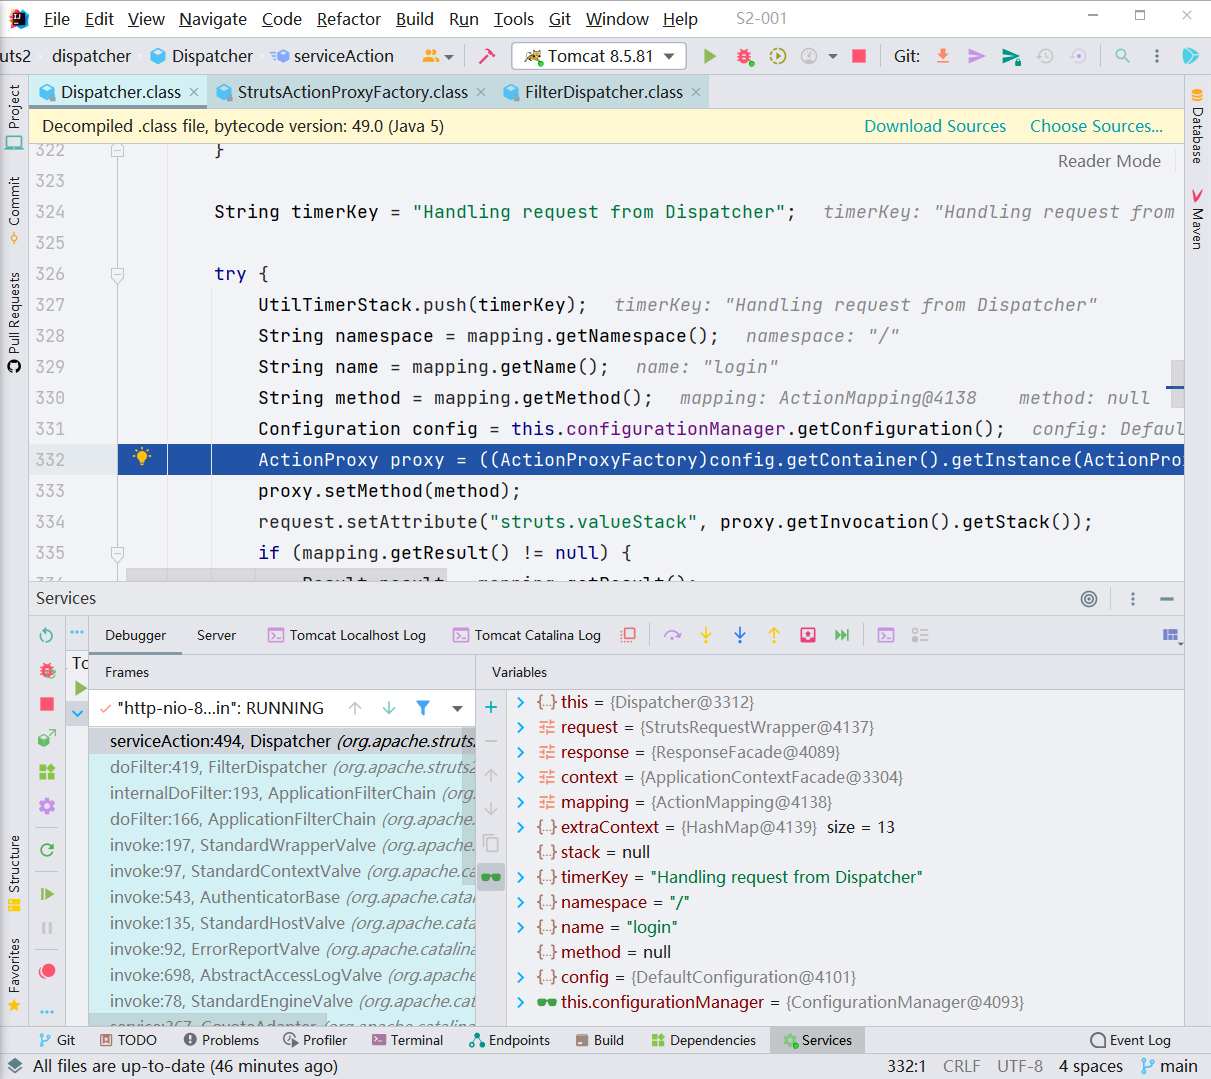 File Edit View Navigate Code Refactor Build Run Tools Git Window Help S2-001
uts2 dispatcher Dispatcher serviceAction Tomcat 8.5.81 Git:
Dispatcher.class StrutsActionProxyFactory.class FilterDispatcher.class
Decompiled .class file, bytecode version: 49.0 (Java 5) Download Sources Choose Sources...
Reader Mode
322 }
323
324 String timerKey = "Handling request from Dispatcher"; timerKey: "Handling request from
325
326 try {
327 UtilTimerStack.push(timerKey); timerKey: "Handling request from Dispatcher"
328 String namespace = mapping.getNamespace(); namespace: "/"
329 String name = mapping.getName(); name: "login"
330 String method = mapping.getMethod(); mapping: ActionMapping@4138 method: null
331 Configuration config = this.configurationManager.getConfiguration(); config: Defaul
332 ActionProxy proxy = ((ActionProxyFactory)config.getContainer().getInstance(ActionPro
333 proxy.setMethod(method);
334 request.setAttribute("struts.valueStack", proxy.getInvocation().getStack());
335 if (mapping.getResult() != null) {
336 Result result = mapping.getResult();
Project
Commit
Pull Requests
Structure
Favorites
Database
Maven
Services
Debugger Server Tomcat Localhost Log Tomcat Catalina Log
To
Frames
"http-nio-8...in": RUNNING
serviceAction:494, Dispatcher (org.apache.struts
doFilter:419, FilterDispatcher (org.apache.struts2
internalDoFilter:193, ApplicationFilterChain (org.
doFilter:166, ApplicationFilterChain (org.apache.
invoke:197, StandardWrapperValve (org.apache.
invoke:97, StandardContextValve (org.apache.c
invoke:543, AuthenticatorBase (org.apache.cata
invoke:135, StandardHostValve (org.apache.cata
invoke:92, ErrorReportValve (org.apache.catalina
invoke:698, AbstractAccessLogValve (org.apache
invoke:78, StandardEngineValve (org.apache.cat
service:367, CoyoteAdapter (org.apache.catalina
Variables
this = {Dispatcher@3312}
request = {StrutsRequestWrapper@4137}
response = {ResponseFacade@4089}
context = {ApplicationContextFacade@3304}
mapping = {ActionMapping@4138}
extraContext = {HashMap@4139} size = 13
stack = null
timerKey = "Handling request from Dispatcher"
namespace = "/"
name = "login"
method = null
config = {DefaultConfiguration@4101}
this.configurationManager = {ConfigurationManager@4093}
Git TODO Problems Profiler Terminal Endpoints Build Dependencies Services Event Log
All files are up-to-date (46 minutes ago) 332:1 CRLF UTF-8 4 spaces main